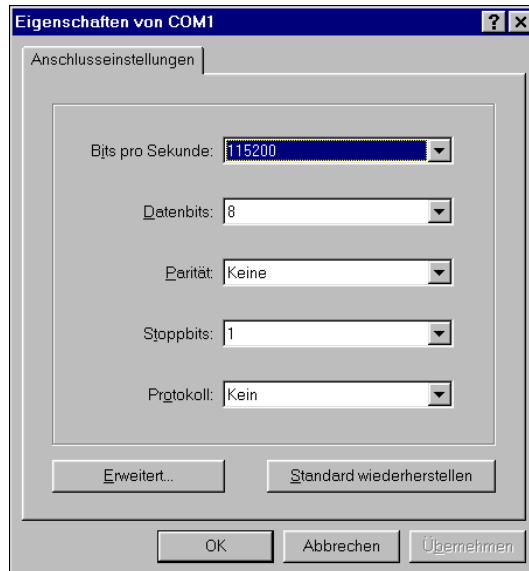 Eigenschaften von COM1
Anschlusseinstellungen
Bits pro Sekunde: 115200
Datenbits: 8
Parität: Keine
Stoppbits: 1
Protokoll: Kein
Erweitert... Standard wiederherstellen
OK Abbrechen Übernehmen